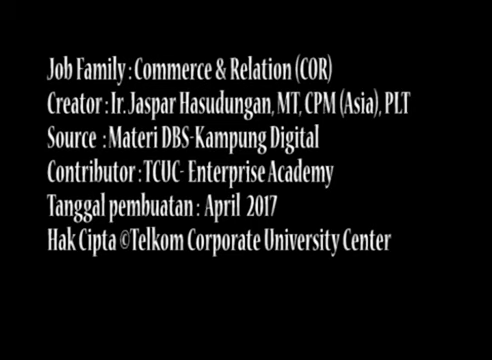 Job Family : Commerce & Relation (COR)
Creator : Ir. Jaspar Hasudungan, MT, CPM (Asia), PLT
Source : Materi DBS-Kampung Digital
Contributor : TCUC- Enterprise Academy
Tanggal pembuatan : April 2017
Hak Cipta ©Telkom Corporate University Center